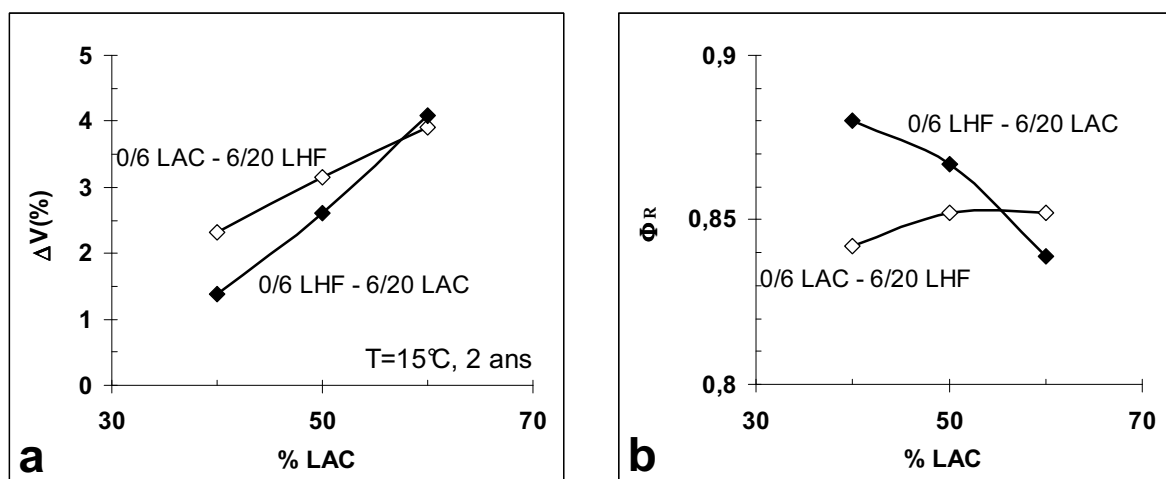 5
4
3
2
1
0
ΔV(%)
0/6 LAC - 6/20 LHF
0/6 LHF - 6/20 LAC
T=15°C, 2 ans
30
50
70
% LAC
a
0,9
0,85
0,8
ΦR
0/6 LHF - 6/20 LAC
0/6 LAC - 6/20 LHF
30
50
70
% LAC
b